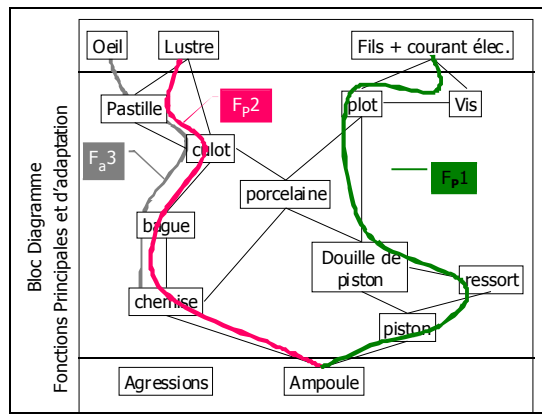 Bloc Diagramme
Fonctions Principales et d’adaptation
Oeil
Lustre
Fils + courant élec.
Pastille
FP2
plot
Vis
Fa3
culot
FP1
porcelaine
bague
Douille de
piston
ressort
chemise
piston
Agressions
Ampoule